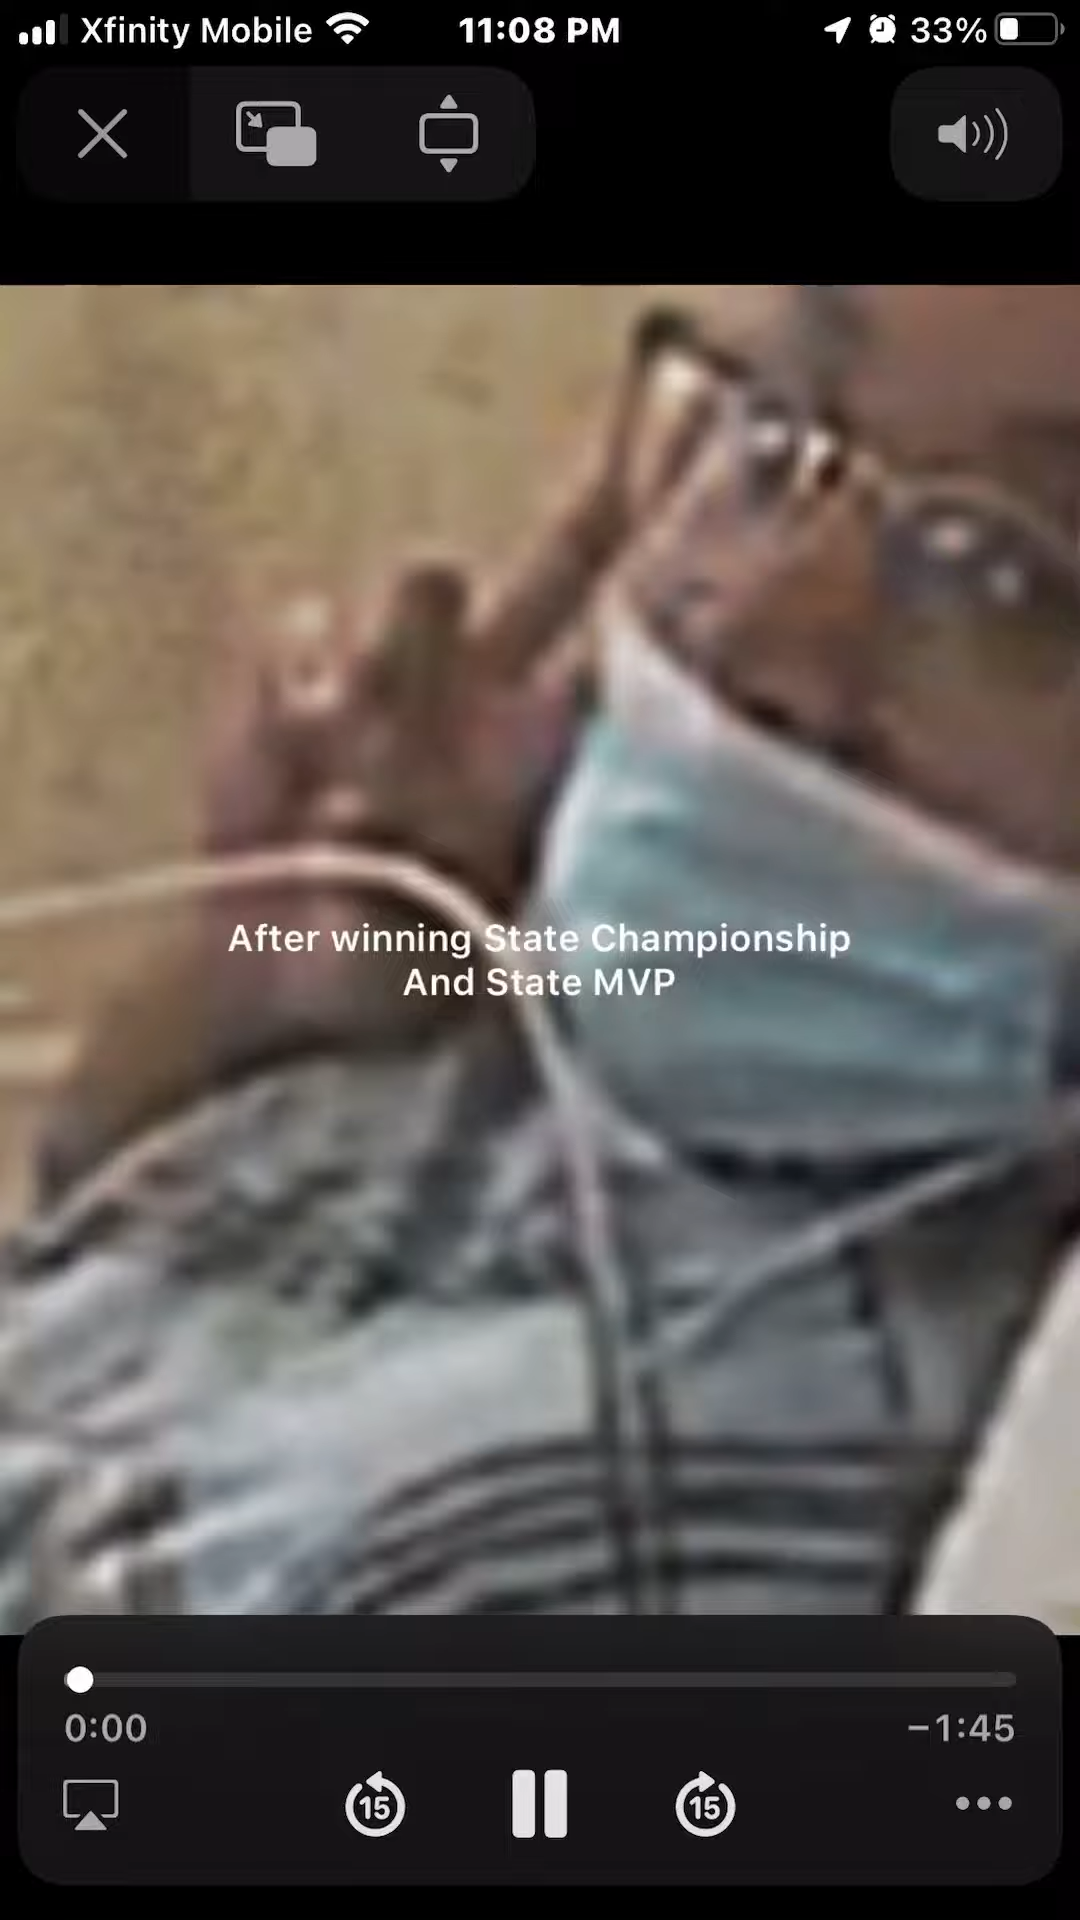 Xfinity Mobile 11:08 PM 33%
After winning State Championship
And State MVP
0:00 −1:45
15 15